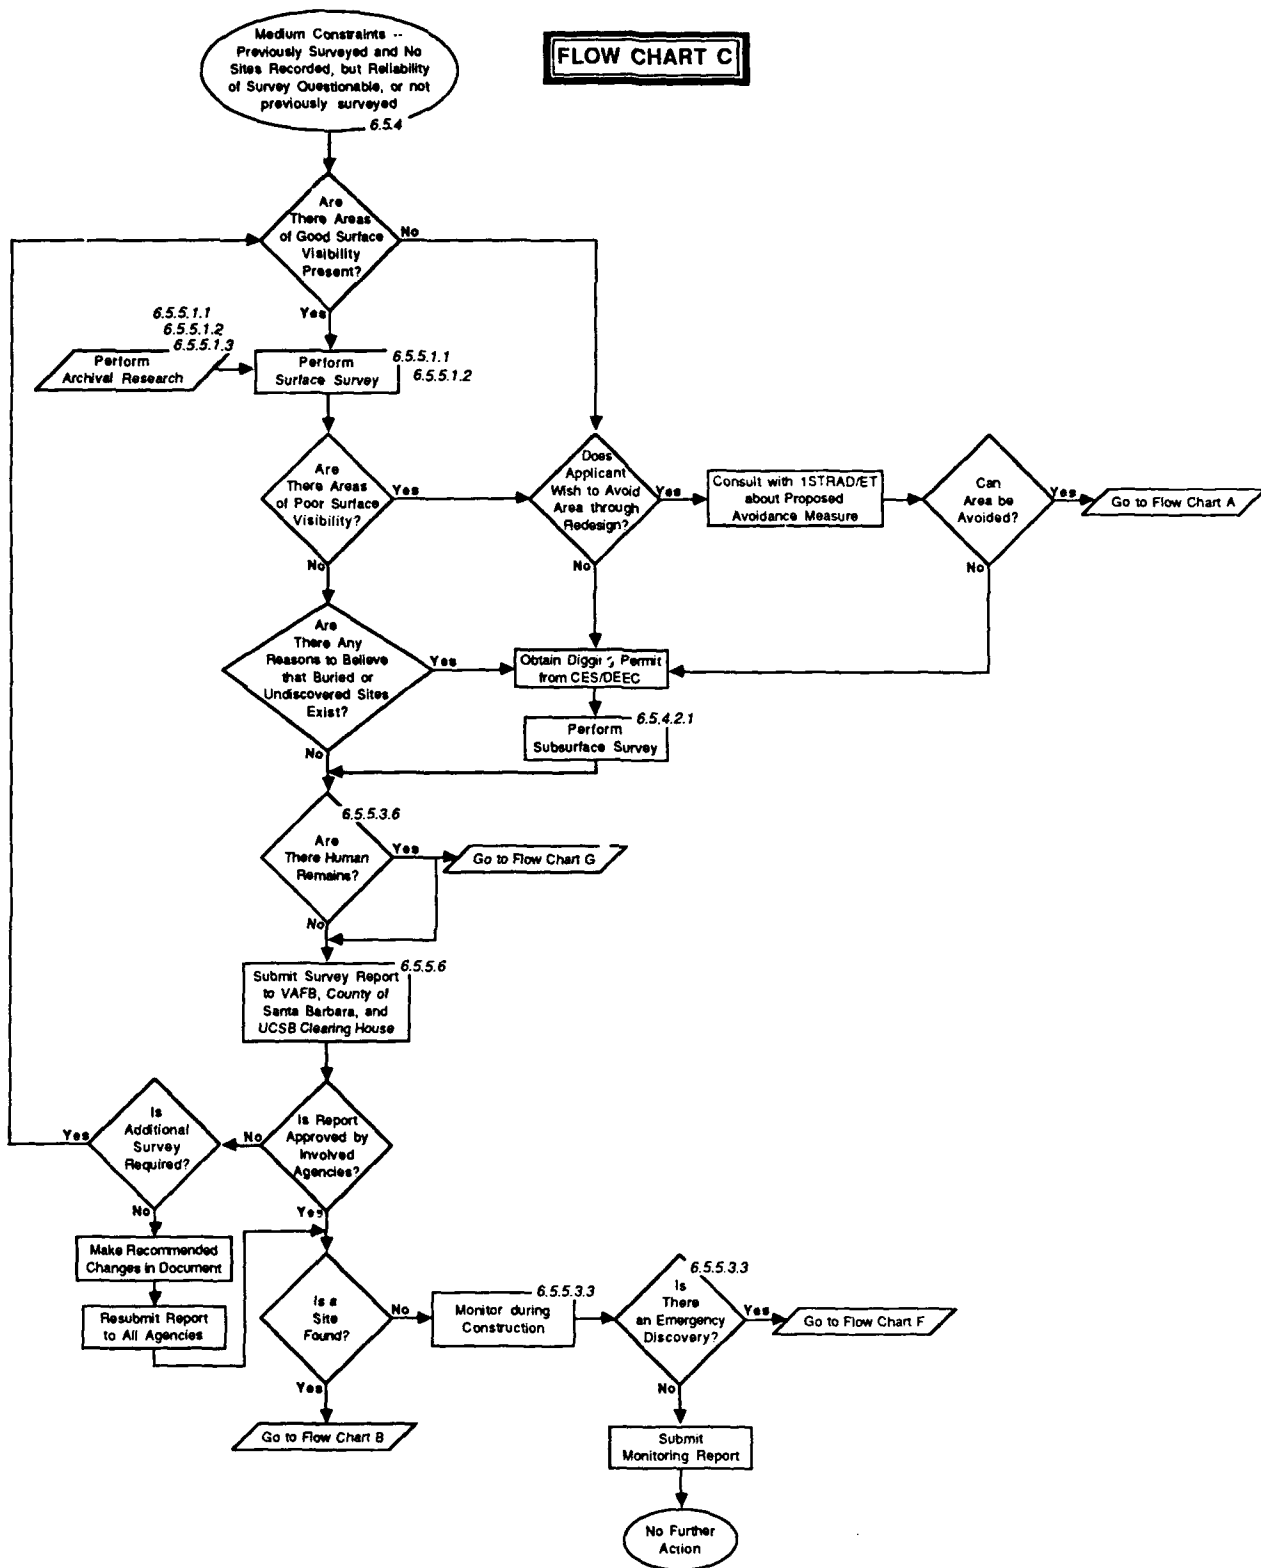 FLOW CHART C
Medium Constraints --
Previously Surveyed and No
Sites Recorded, but Reliability
of Survey Questionable, or not
previously surveyed
6.5.4
Are
There Areas
of Good Surface
Visibility
Present?
No
Yes
6.5.5.1.1
6.5.5.1.2
6.5.5.1.3
Perform
Archival Research
Perform
Surface Survey
6.5.5.1.1
6.5.5.1.2
Are
There Areas
of Poor Surface
Visibility?
Yes
No
Does
Applicant
Wish to Avoid
Area through
Redesign?
Yes
No
Consult with 1STRAD/ET
about Proposed
Avoidance Measure
Can
Area be
Avoided?
Yes
No
Go to Flow Chart A
Are
There Any
Reasons to Believe
that Buried or
Undiscovered Sites
Exist?
Yes
No
Obtain Digging Permit
from CES/DEEC
6.5.4.2.1
Perform
Subsurface Survey
6.5.5.3.6
Are
There Human
Remains?
Yes
No
Go to Flow Chart G
6.5.5.6
Submit Survey Report
to VAFB, County of
Santa Barbara, and
UCSB Clearing House
Is Report
Approved by
Involved
Agencies?
No
Yes
Is
Additional
Survey
Required?
Yes
No
Make Recommended
Changes in Document
Resubmit Report
to All Agencies
Is a
Site
Found?
No
Yes
6.5.5.3.3
Monitor during
Construction
6.5.5.3.3
Is
There
an Emergency
Discovery?
Yes
No
Go to Flow Chart F
Go to Flow Chart B
Submit
Monitoring Report
No Further
Action